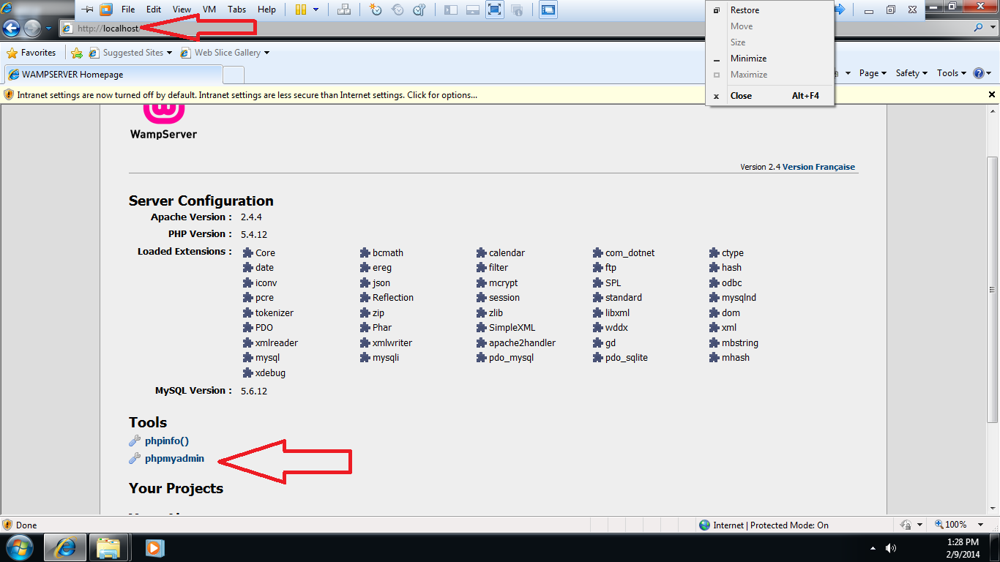 File Edit View VM Tabs Help
Restore
Move
Size
Minimize
Maximize
Close Alt+F4
http://localhost/
Favorites Suggested Sites Web Slice Gallery
WAMPSERVER Homepage
Page Safety Tools
Intranet settings are now turned off by default. Intranet settings are less secure than Internet settings. Click for options...
WampServer
Version 2.4 Version Française
Server Configuration
Apache Version : 2.4.4
PHP Version : 5.4.12
Loaded Extensions : Core bcmath calendar com_dotnet ctype
date ereg filter ftp hash
iconv json mcrypt SPL odbc
pcre Reflection session standard mysqlnd
tokenizer zip zlib libxml dom
PDO Phar SimpleXML wddx xml
xmlreader xmlwriter apache2handler gd mbstring
mysql mysqli pdo_mysql pdo_sqlite mhash
xdebug
MySQL Version : 5.6.12
Tools
phpinfo()
phpmyadmin
Your Projects
Done Internet | Protected Mode: On 100%
1:28 PM
2/9/2014